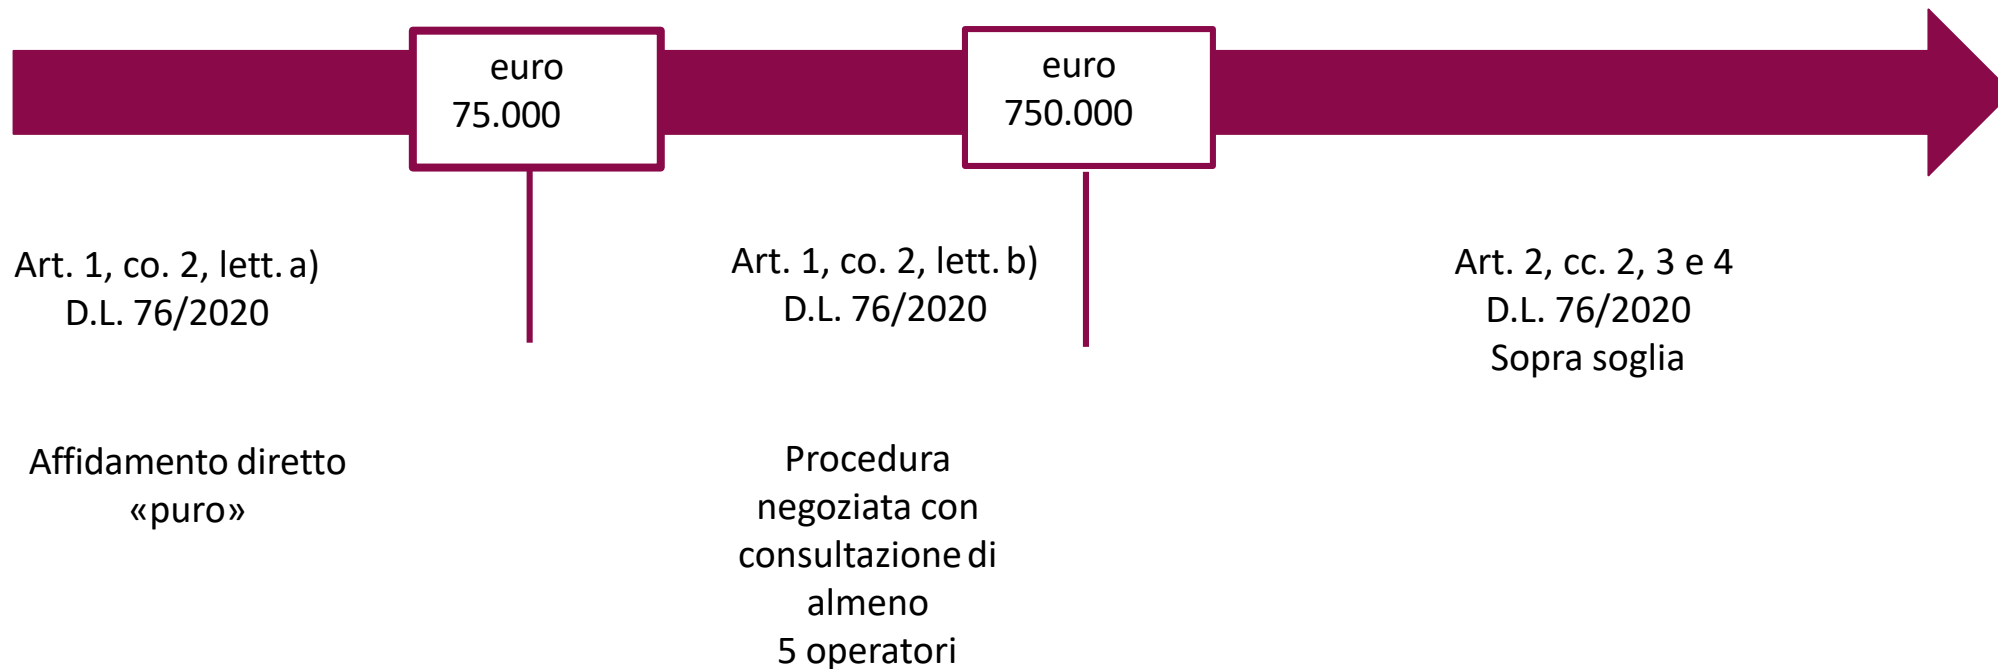 euro
75.000
euro
750.000
Art. 1, co. 2, lett. a)
D.L. 76/2020
Art. 1, co. 2, lett. b)
D.L. 76/2020
Art. 2, cc. 2, 3 e 4
D.L. 76/2020
Sopra soglia
Affidamento diretto
«puro»
Procedura
negoziata con
consultazione di
almeno
5 operatori